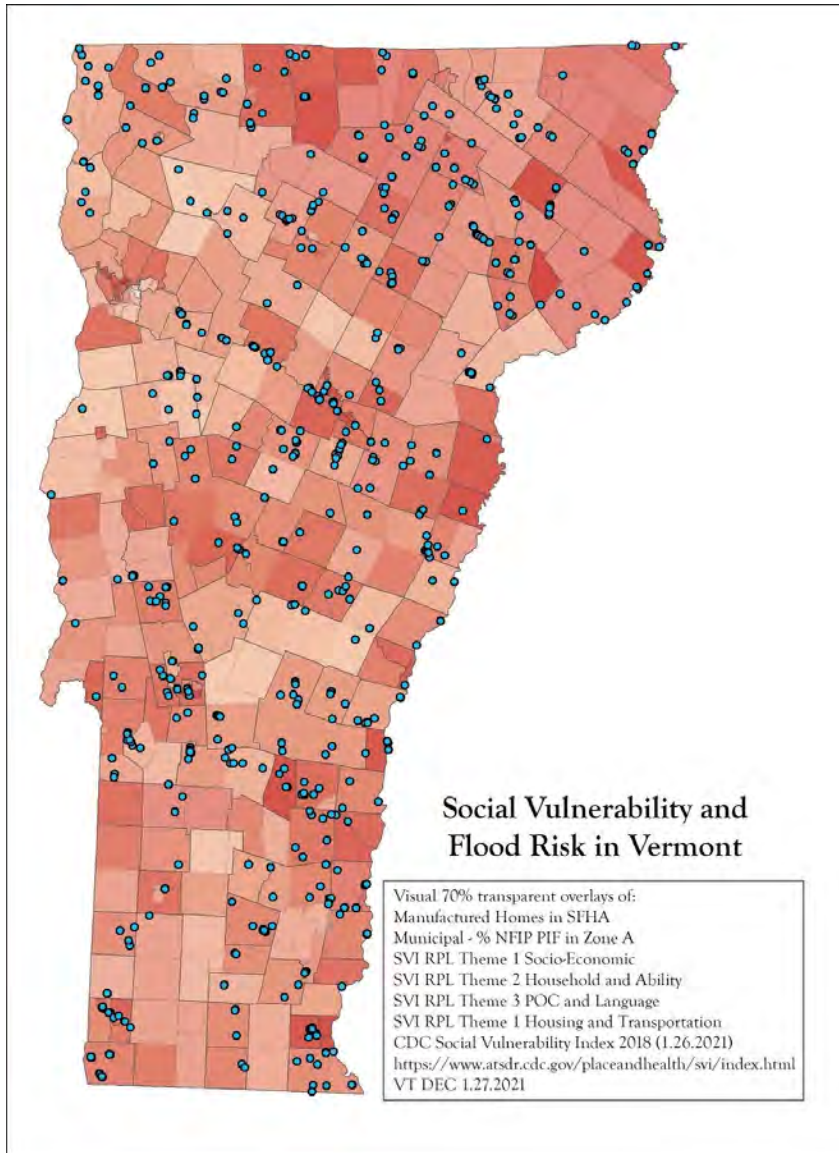 Social Vulnerability and
Flood Risk in Vermont
Visual 70% transparent overlays of:
Manufactured Homes in SFHA
Municipal - % NFIP PIF in Zone A
SVI RPL Theme 1 Socio-Economic
SVI RPL Theme 2 Household and Ability
SVI RPL Theme 3 POC and Language
SVI RPL Theme 1 Housing and Transportation
CDC Social Vulnerability Index 2018 (1.26.2021)
https://www.atsdr.cdc.gov/placeandhealth/svi/index.html
VT DEC 1.27.2021